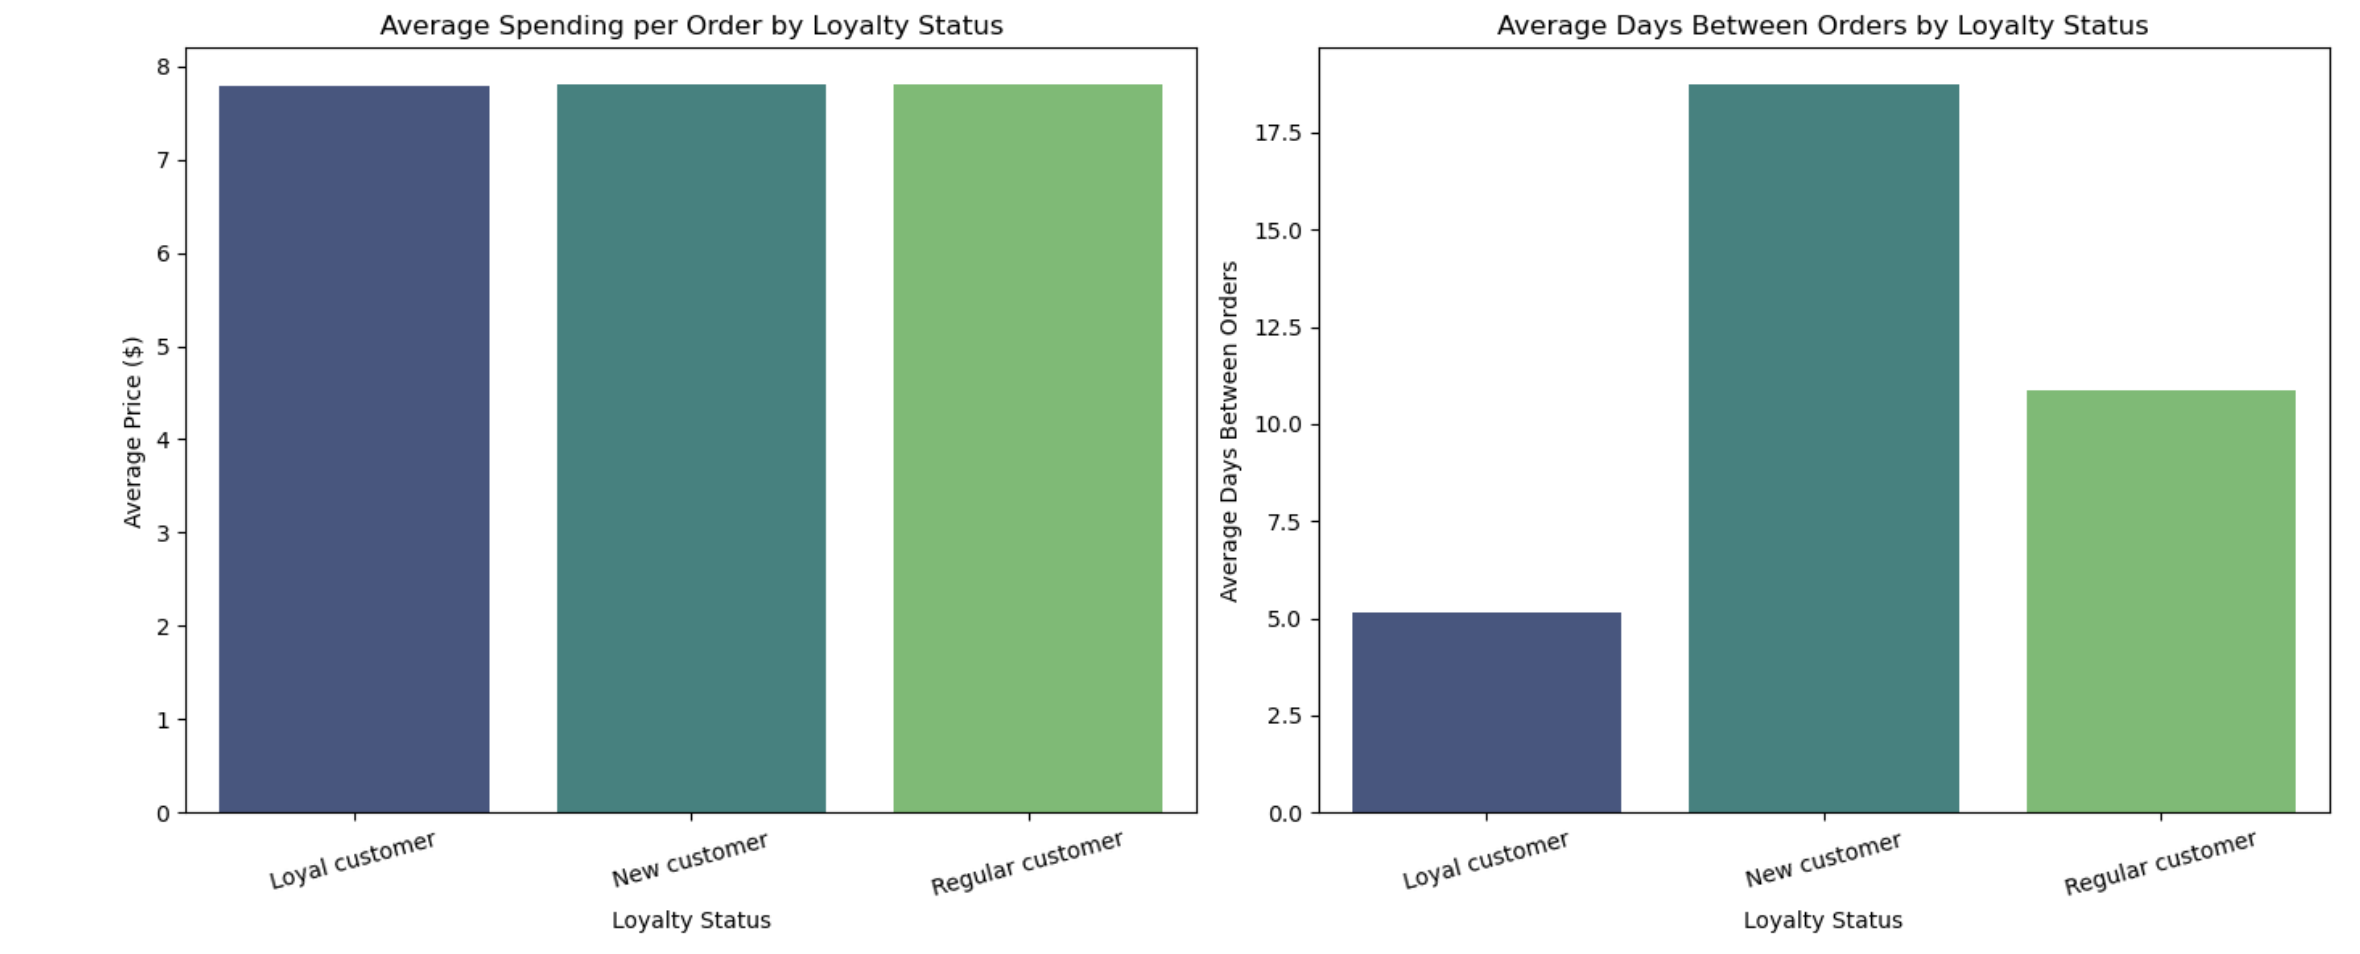 Average Spending per Order by Loyalty Status
Average Price ($)
8
7
6
5
4
3
2
1
0
Loyal customer
New customer
Regular customer
Loyalty Status
Average Days Between Orders by Loyalty Status
Average Days Between Orders
17.5
15.0
12.5
10.0
7.5
5.0
2.5
0.0
Loyal customer
New customer
Regular customer
Loyalty Status